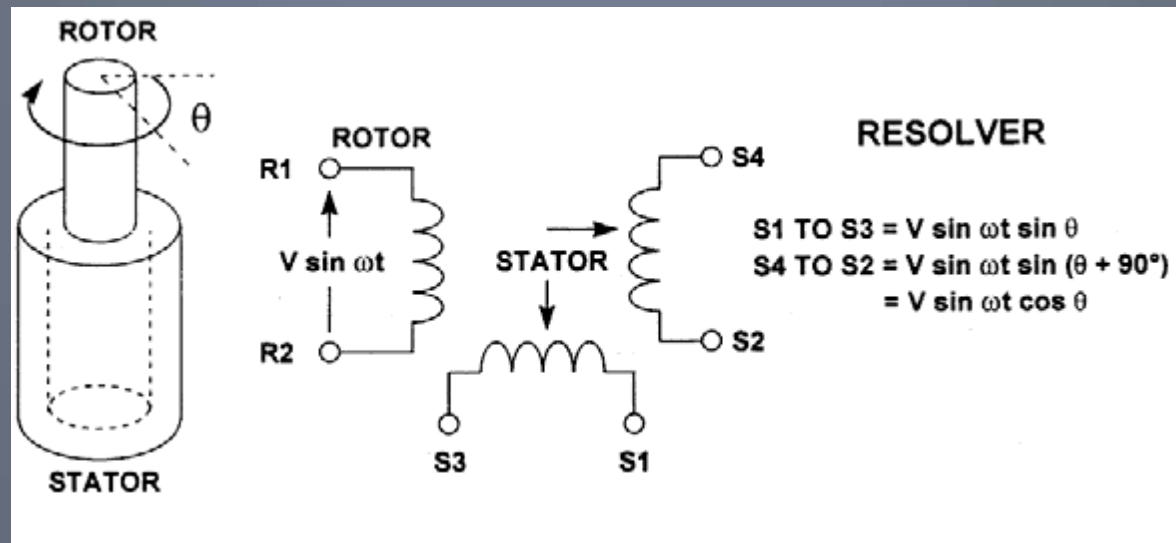 ROTOR
θ
STATOR
ROTOR
R1
V sin ωt
R2
STATOR
S4
S2
S3
S1
RESOLVER
S1 TO S3 = V sin ωt sin θ
S4 TO S2 = V sin ωt sin (θ + 90°)
= V sin ωt cos θ